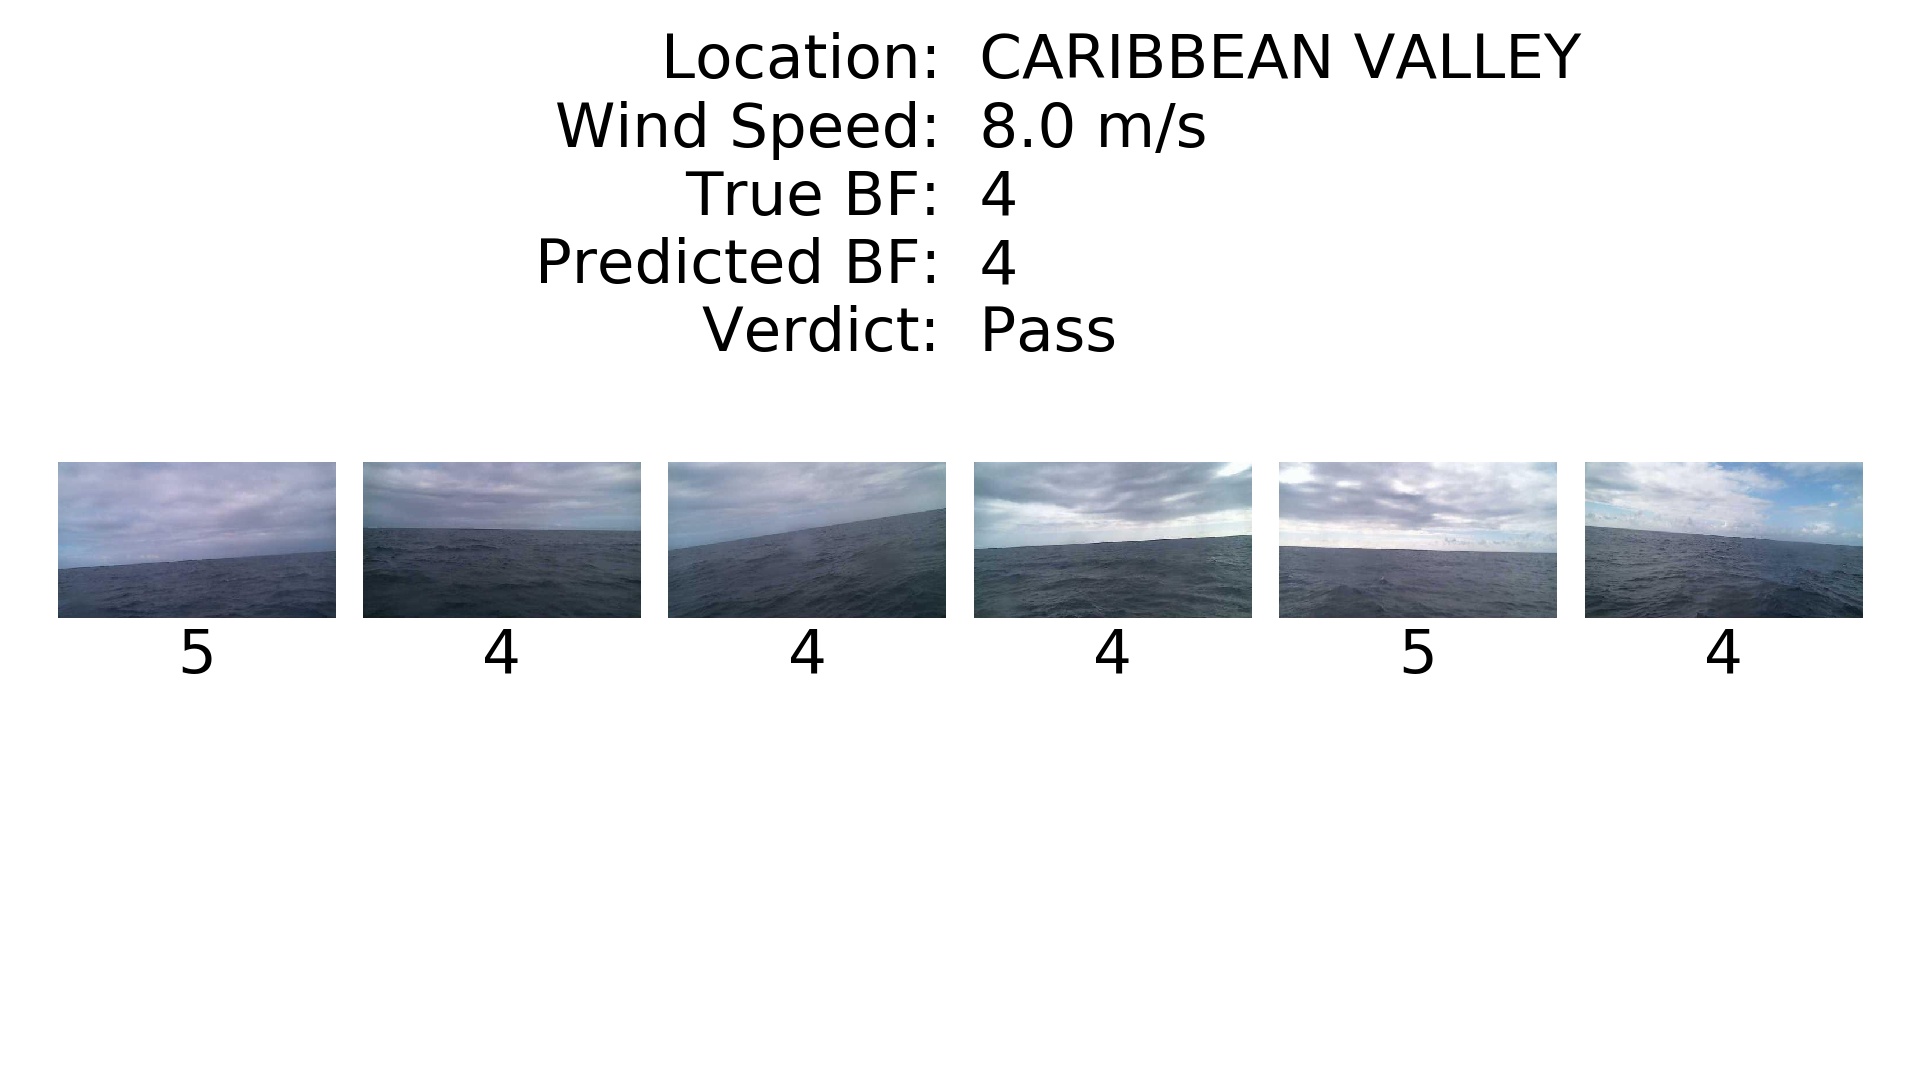 Location: CARIBBEAN VALLEY
Wind Speed: 8.0 m/s
True BF: 4
Predicted BF: 4
Verdict: Pass
5 4 4 4 5 4